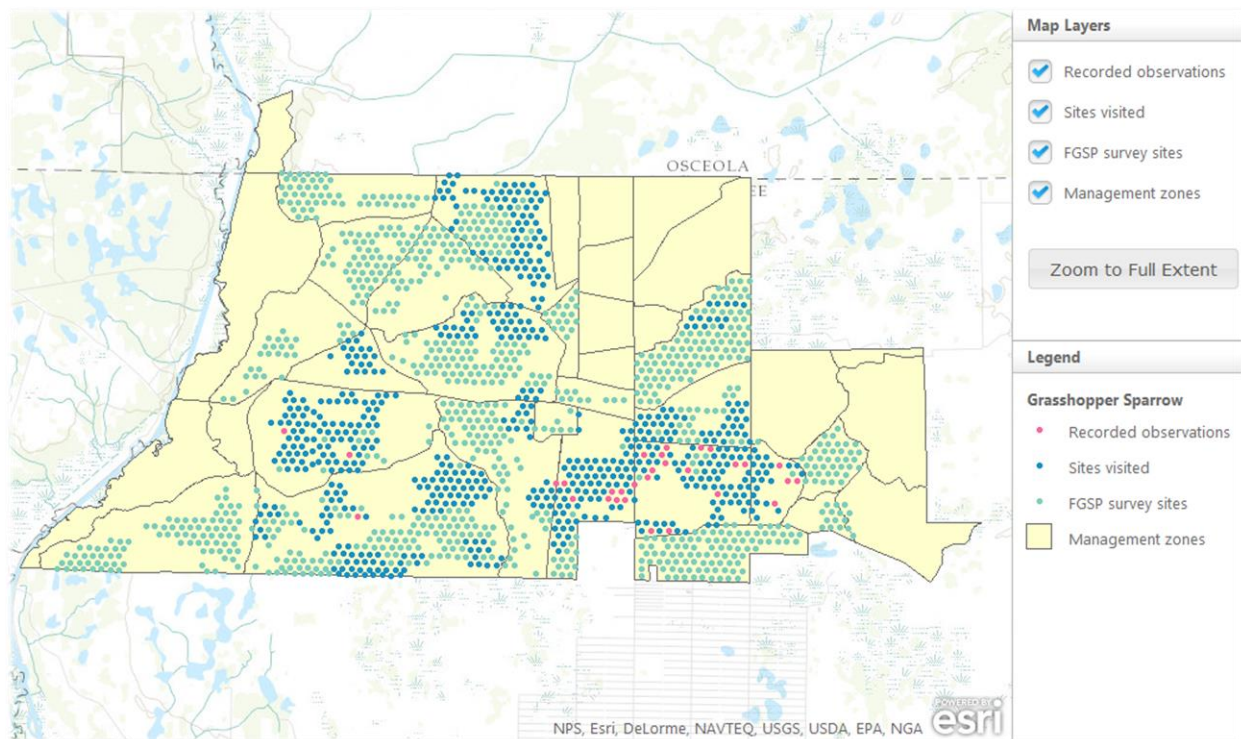 Map Layers
Recorded observations
Sites visited
FGSP survey sites
Management zones
Zoom to Full Extent
Legend
Grasshopper Sparrow
Recorded observations
Sites visited
FGSP survey sites
Management zones
OSCEOLA
EE
NPS, Esri, DeLorme, NAVTEQ, USGS, USDA, EPA, NGA
POWERED BY
esri